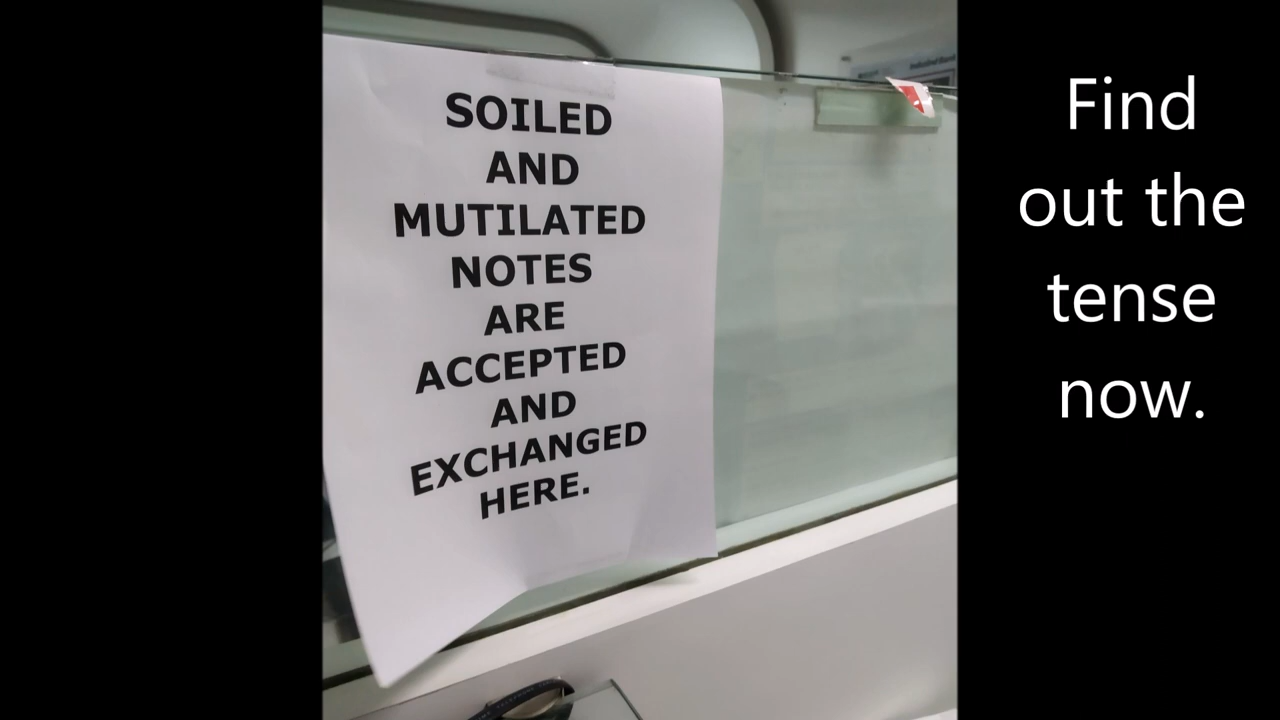 SOILED
AND
MUTILATED
NOTES
ARE
ACCEPTED
AND
EXCHANGED
HERE.
Find
out the
tense
now.